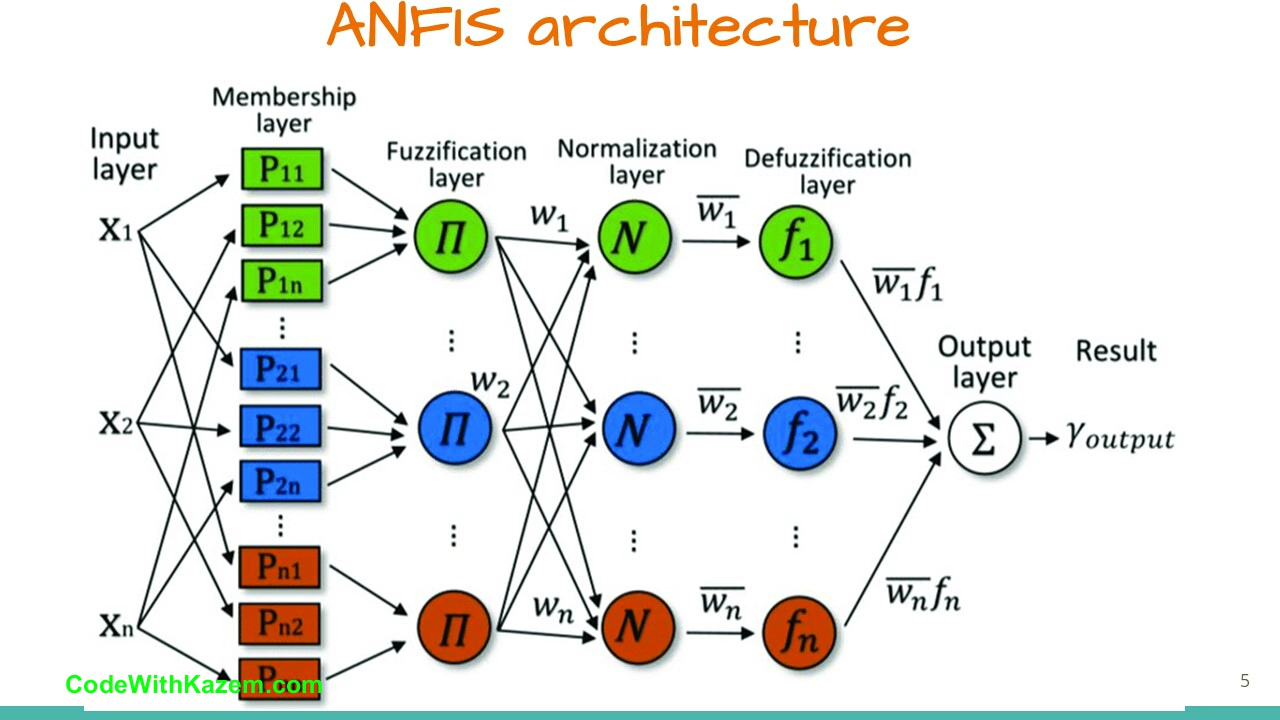 ANFIS architecture
Membership
layer
Input
layer
Fuzzification
layer
Normalization
layer
Defuzzification
layer
P₁₁
P₁₂
P₁ₙ
⋮
X₁
Π
w₁
N
w̅₁
f₁
w̅₁f₁
⋮
⋮
⋮
Output
layer
Result
P₂₁
P₂₂
P₂ₙ
⋮
X₂
w₂
Π
N
w̅₂
f₂
w̅₂f₂
Σ
γₒᵤₜₚᵤₜ
⋮
⋮
⋮
Pₙ₁
Pₙ₂
Xₙ
Π
wₙ
N
w̅ₙ
fₙ
w̅ₙfₙ
CodeWithKazem.com
5